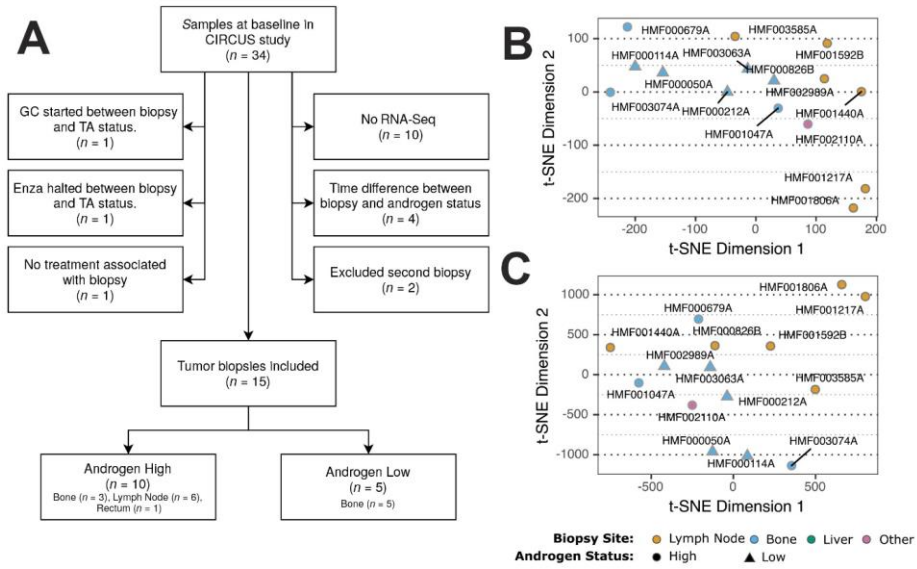 A
Samples at baseline in
CIRCUS study
(n = 34)
GC started between biopsy
and TA status.
(n = 1)
No RNA-Seq
(n = 10)
Enza halted between biopsy
and TA status.
(n = 1)
Time difference between
biopsy and androgen status
(n = 4)
No treatment associated
with biopsy
(n = 1)
Excluded second biopsy
(n = 2)
Tumor biopsies included
(n = 15)
Androgen High
(n = 10)
Bone (n = 3), Lymph Node (n = 6),
Rectum (n = 1)
Androgen Low
(n = 5)
Bone (n = 5)
B
t-SNE Dimension 2
100
0
-100
-200
HMF000679A
HMF003585A
HMF003063A
HMF001592B
HMF000114A
HMF000826B
HMF000050A
HMF002989A
HMF003074A
HMF000212A
HMF001440A
HMF001047A
HMF002110A
HMF001217A
HMF001806A
-200
-100
0
100
200
t-SNE Dimension 1
C
t-SNE Dimension 2
1000
500
0
-500
-1000
HMF001806A
HMF000679A
HMF001217A
HMF001440A
HMF000826B
HMF001592B
HMF002989A
HMF003063A
HMF003585A
HMF001047A
HMF000212A
HMF002110A
HMF000050A
HMF003074A
HMF000114A
-500
0
500
t-SNE Dimension 1
Biopsy Site: Lymph Node Bone Liver Other
Androgen Status: High Low